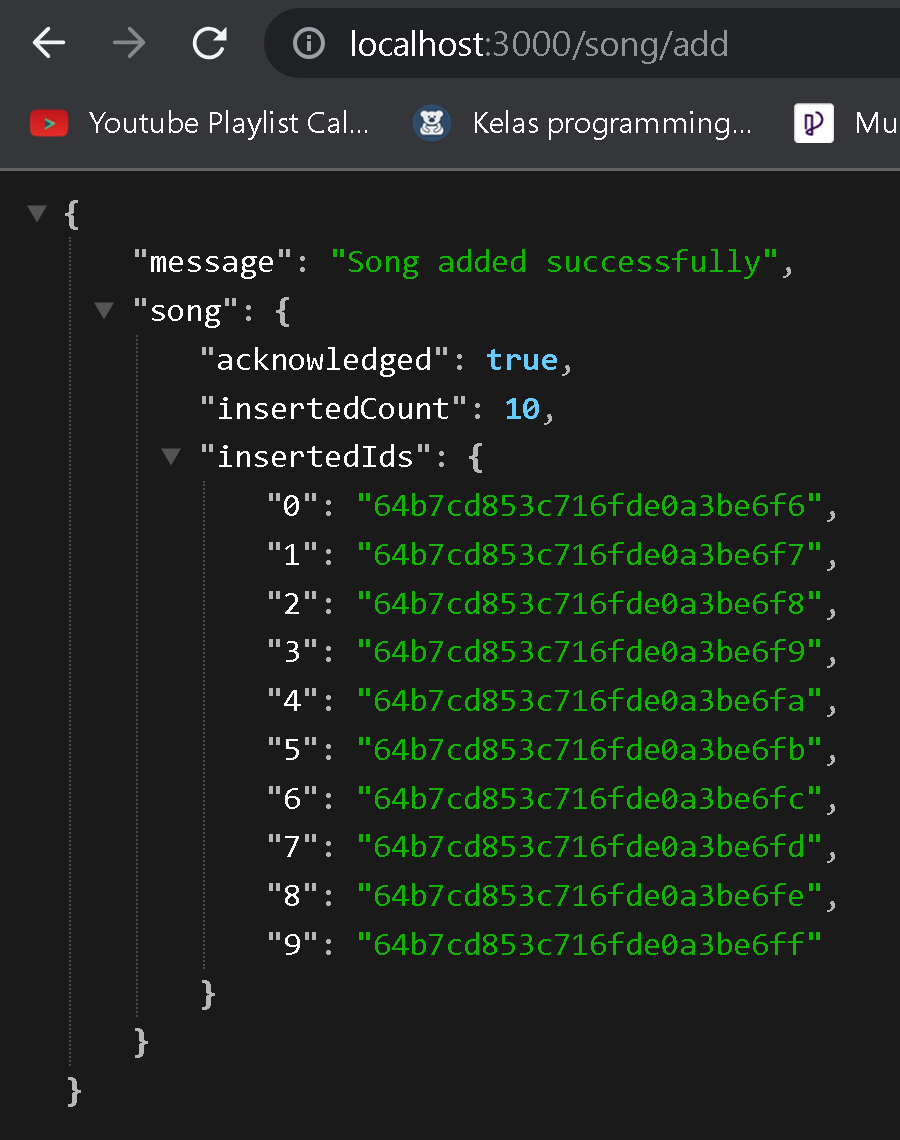 localhost:3000/song/add
Youtube Playlist Cal... Kelas programming... Mu
{
"message": "Song added successfully",
"song": {
"acknowledged": true,
"insertedCount": 10,
"insertedIds": {
"0": "64b7cd853c716fde0a3be6f6",
"1": "64b7cd853c716fde0a3be6f7",
"2": "64b7cd853c716fde0a3be6f8",
"3": "64b7cd853c716fde0a3be6f9",
"4": "64b7cd853c716fde0a3be6fa",
"5": "64b7cd853c716fde0a3be6fb",
"6": "64b7cd853c716fde0a3be6fc",
"7": "64b7cd853c716fde0a3be6fd",
"8": "64b7cd853c716fde0a3be6fe",
"9": "64b7cd853c716fde0a3be6ff"
}
}
}